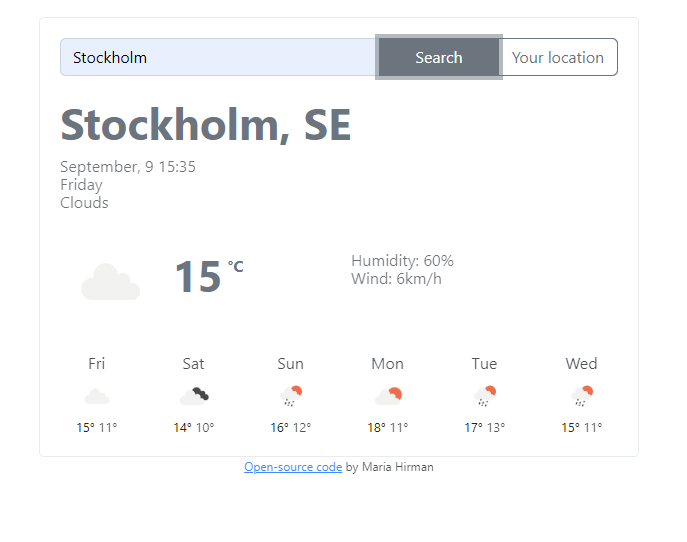 Stockholm Search Your location
Stockholm, SE
September, 9 15:35
Friday
Clouds
15 °C
Humidity: 60%
Wind: 6km/h
Fri Sat Sun Mon Tue Wed
15° 11° 14° 10° 16° 12° 18° 11° 17° 13° 15° 11°
Open-source code by Maria Hirman